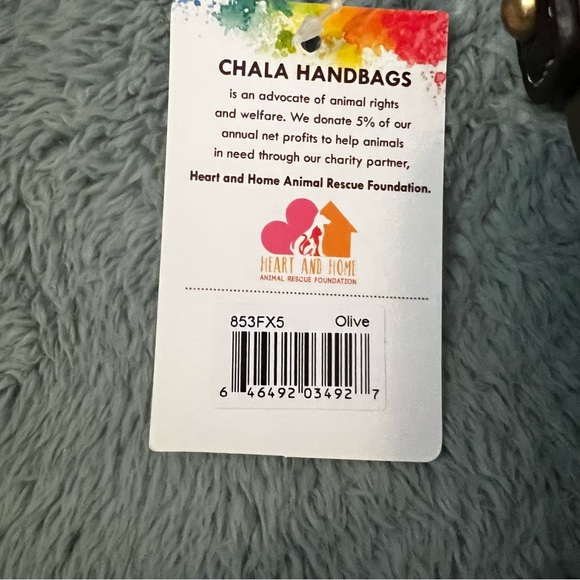 CHALA HANDBAGS
is an advocate of animal rights
and welfare. We donate 5% of our
annual net profits to help animals
in need through our charity partner,
Heart and Home Animal Rescue Foundation.
HEART AND HOME
ANIMAL RESCUE FOUNDATION
853FX5 Olive
6 46492 03492 7